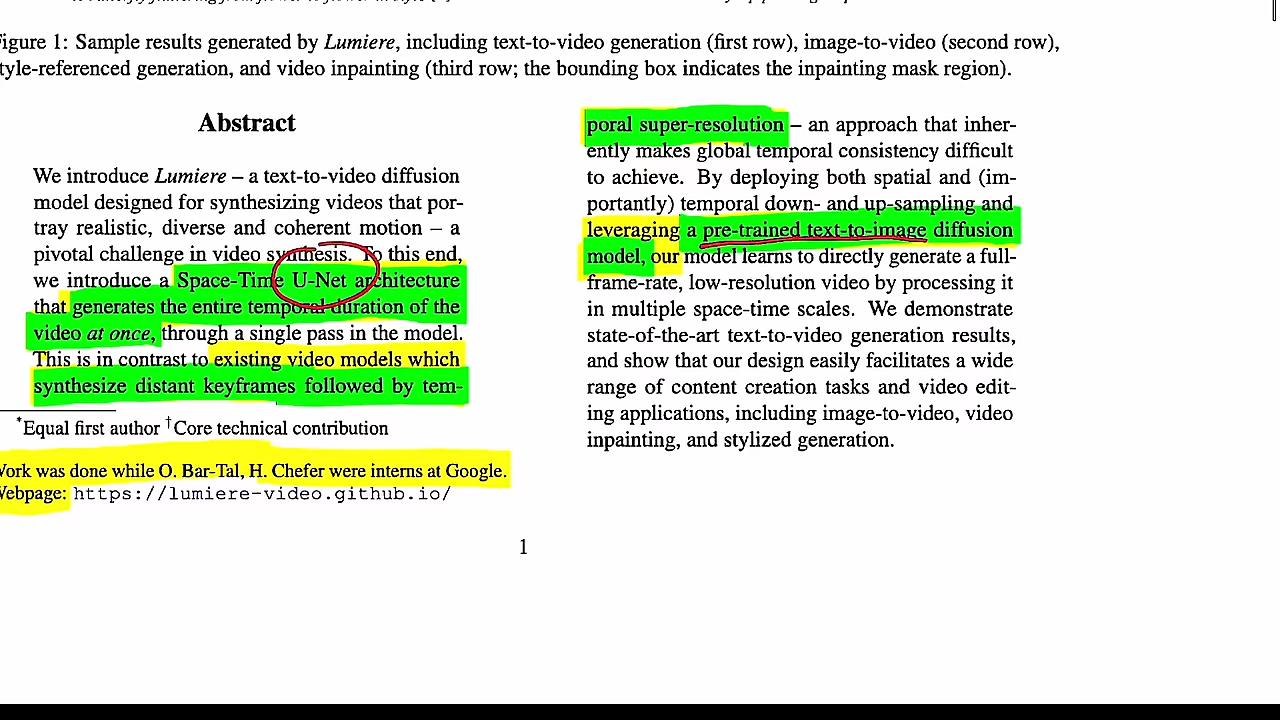 Figure 1: Sample results generated by Lumiere, including text-to-video generation (first row), image-to-video (second row),
style-referenced generation, and video inpainting (third row; the bounding box indicates the inpainting mask region).
Abstract
We introduce Lumiere – a text-to-video diffusion
model designed for synthesizing videos that por-
tray realistic, diverse and coherent motion – a
pivotal challenge in video synthesis. To this end,
we introduce a Space-Time U-Net architecture
that generates the entire temporal duration of the
video at once, through a single pass in the model.
This is in contrast to existing video models which
synthesize distant keyframes followed by tem-
*Equal first author †Core technical contribution
Work was done while O. Bar-Tal, H. Chefer were interns at Google.
Webpage: https://lumiere-video.github.io/
poral super-resolution – an approach that inher-
ently makes global temporal consistency difficult
to achieve. By deploying both spatial and (im-
portantly) temporal down- and up-sampling and
leveraging a pre-trained text-to-image diffusion
model, our model learns to directly generate a full-
frame-rate, low-resolution video by processing it
in multiple space-time scales. We demonstrate
state-of-the-art text-to-video generation results,
and show that our design easily facilitates a wide
range of content creation tasks and video edit-
ing applications, including image-to-video, video
inpainting, and stylized generation.
1